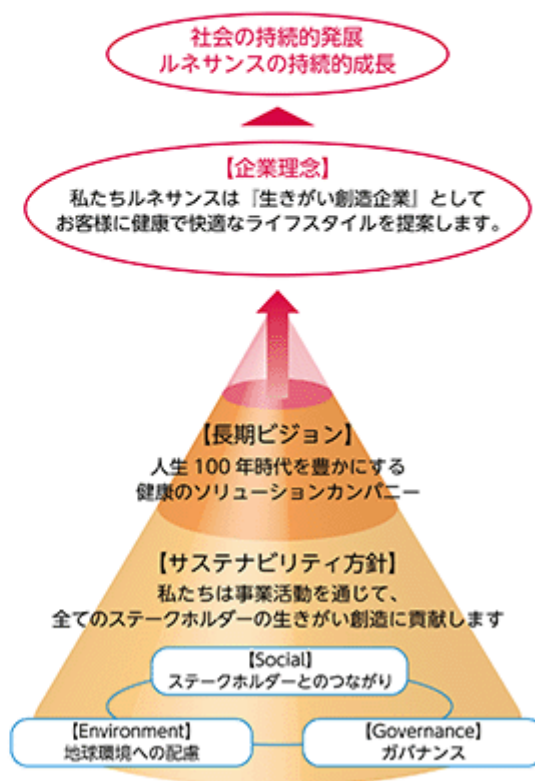 社会の持続的発展
ルネサンスの持続的成長
【企業理念】
私たちルネサンスは『生きがい創造企業』として
お客様に健康で快適なライフスタイルを提案します。
【長期ビジョン】
人生100年時代を豊かにする
健康のソリューションカンパニー
【サステナビリティ方針】
私たちは事業活動を通じて、
全てのステークホルダーの生きがい創造に貢献します
【Social】
ステークホルダーとのつながり
【Environment】
地球環境への配慮
【Governance】
ガバナンス